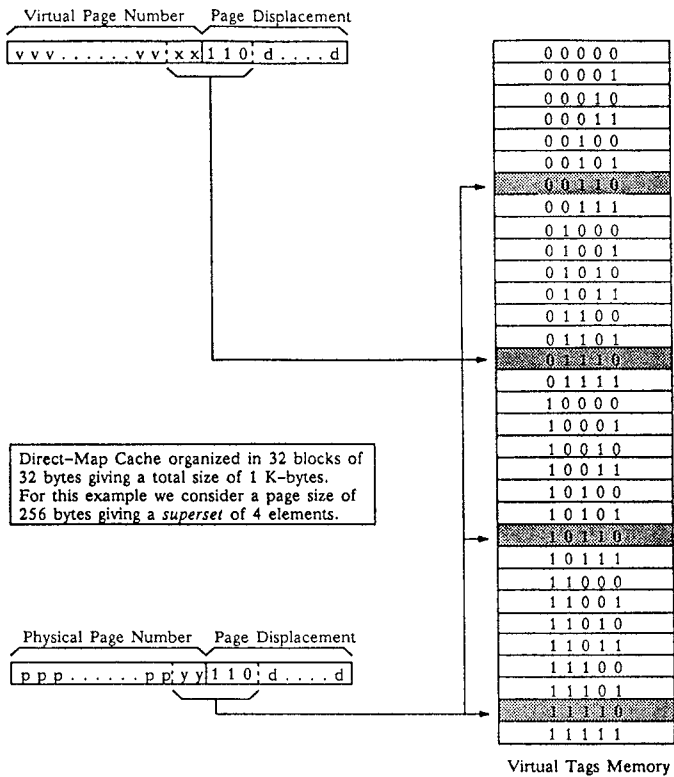 Virtual Page Number Page Displacement
v v v . . . . . . v v x x 1 1 0 d . . . . d
0 0 0 0 0
0 0 0 0 1
0 0 0 1 0
0 0 0 1 1
0 0 1 0 0
0 0 1 0 1
0 0 1 1 0
0 0 1 1 1
0 1 0 0 0
0 1 0 0 1
0 1 0 1 0
0 1 0 1 1
0 1 1 0 0
0 1 1 0 1
0 1 1 1 0
0 1 1 1 1
1 0 0 0 0
1 0 0 0 1
1 0 0 1 0
1 0 0 1 1
1 0 1 0 0
1 0 1 0 1
1 0 1 1 0
1 0 1 1 1
1 1 0 0 0
1 1 0 0 1
1 1 0 1 0
1 1 0 1 1
1 1 1 0 0
1 1 1 0 1
1 1 1 1 0
1 1 1 1 1
Virtual Tags Memory
Direct-Map Cache organized in 32 blocks of
32 bytes giving a total size of 1 K-bytes.
For this example we consider a page size of
256 bytes giving a superset of 4 elements.
Physical Page Number Page Displacement
p p p . . . . . . p p y y 1 1 0 d . . . . d